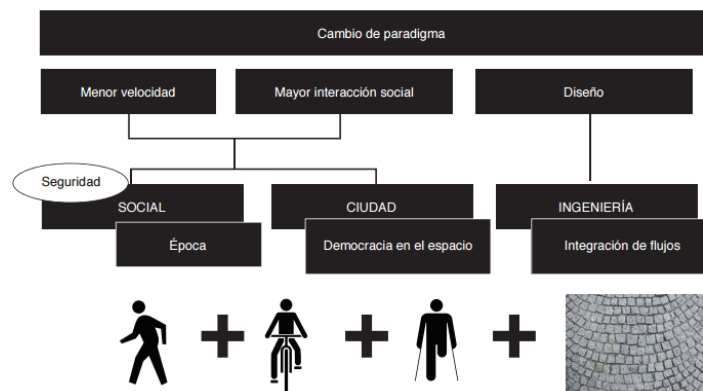 Cambio de paradigma
Menor velocidad
Mayor interacción social
Diseño
Seguridad
SOCIAL
CIUDAD
INGENIERÍA
Época
Democracia en el espacio
Integración de flujos